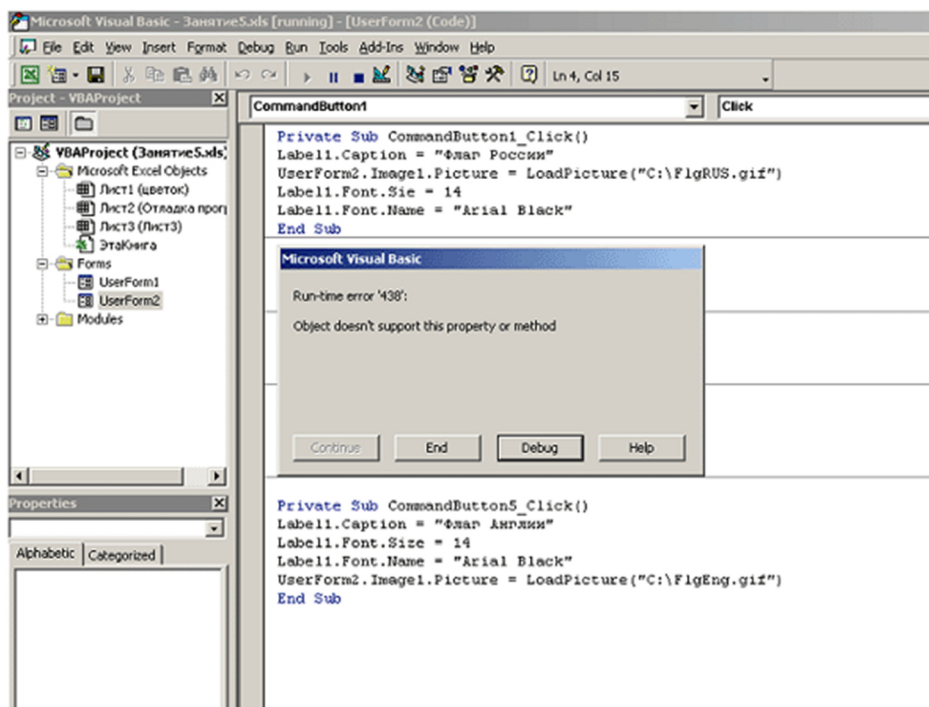 Microsoft Visual Basic - Занятие5.xls [running] - [UserForm2 (Code)]
File Edit View Insert Format Debug Run Tools Add-Ins Window Help
Ln 4, Col 15
Project - VBAProject
VBAProject (Занятие5.xls)
Microsoft Excel Objects
Лист1 (цветок)
Лист2 (Отладка прог
Лист3 (Лист3)
ЭтаКнига
Forms
UserForm1
UserForm2
Modules
Properties
Alphabetic Categorized
CommandButton1 Click
Private Sub CommandButton1_Click()
Label1.Caption = "Флаг России"
UserForm2.Image1.Picture = LoadPicture("C:\FlgRUS.gif")
Label1.Font.Sie = 14
Label1.Font.Name = "Arial Black"
End Sub
Microsoft Visual Basic
Run-time error '438':
Object doesn't support this property or method
Continue End Debug Help
Private Sub CommandButton5_Click()
Label1.Caption = "Флаг Англии"
Label1.Font.Size = 14
Label1.Font.Name = "Arial Black"
UserForm2.Image1.Picture = LoadPicture("C:\FlgEng.gif")
End Sub